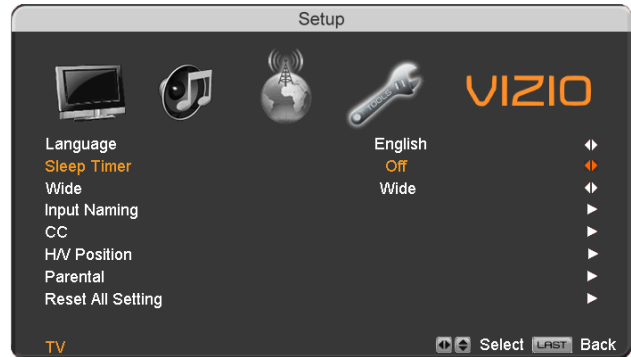 Setup
TOOLS
VIZIO
Language English
Sleep Timer Off
Wide Wide
Input Naming
CC
H/V Position
Parental
Reset All Setting
TV Select LAST Back